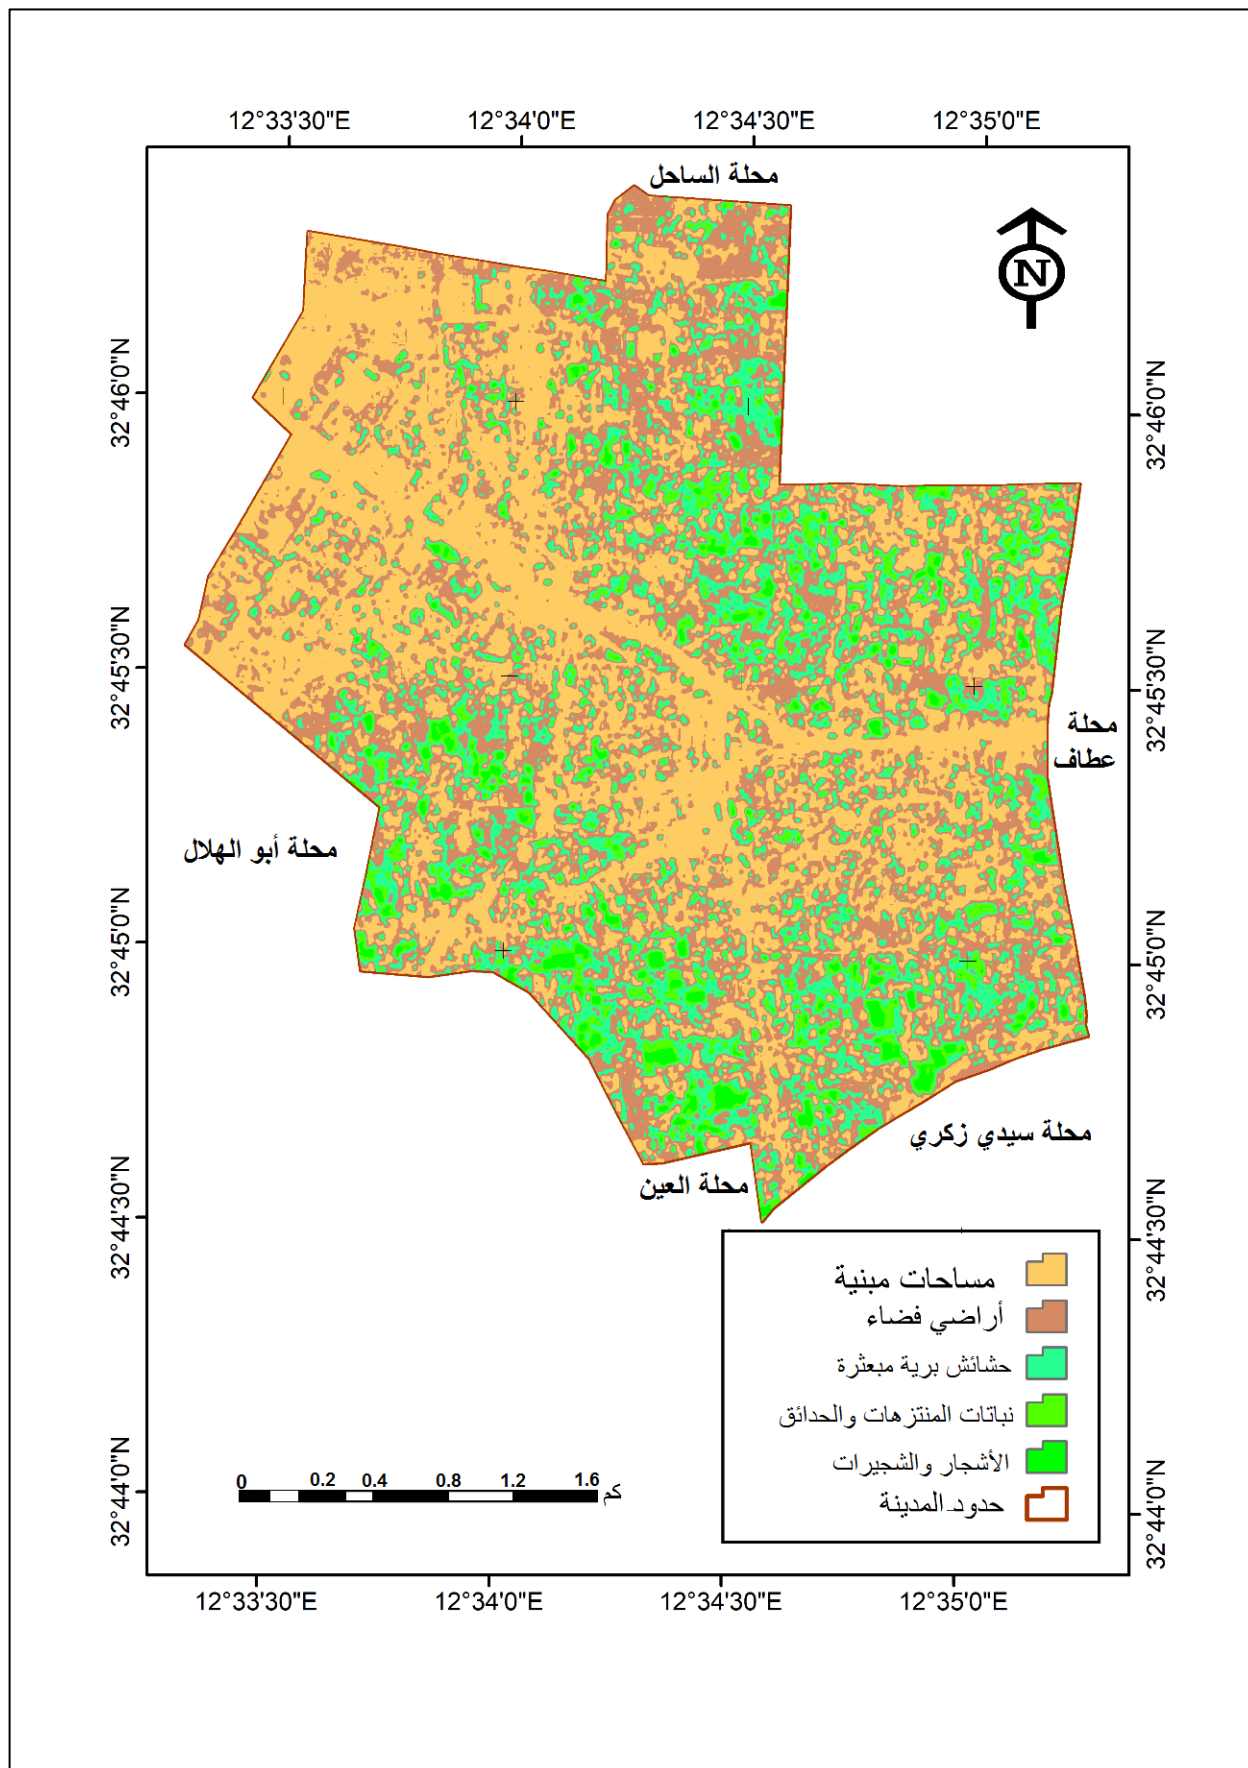 12°33'30"E 12°34'0"E 12°34'30"E 12°35'0"E
محلة الساحل
N
32°46'0"N
32°46'0"N
32°45'30"N
32°45'30"N
محلة
عطاف
محلة أبو الهلال
32°45'0"N
32°45'0"N
محلة سيدي زكري
محلة العين
32°44'30"N
32°44'30"N
مساحات مبنية
أراضي فضاء
حشائش برية مبعثرة
نباتات المنتزهات والحدائق
الأشجار والشجيرات
حدود المدينة
0 0.2 0.4 0.8 1.2 1.6
كم
32°44'0"N
32°44'0"N
12°33'30"E 12°34'0"E 12°34'30"E 12°35'0"E